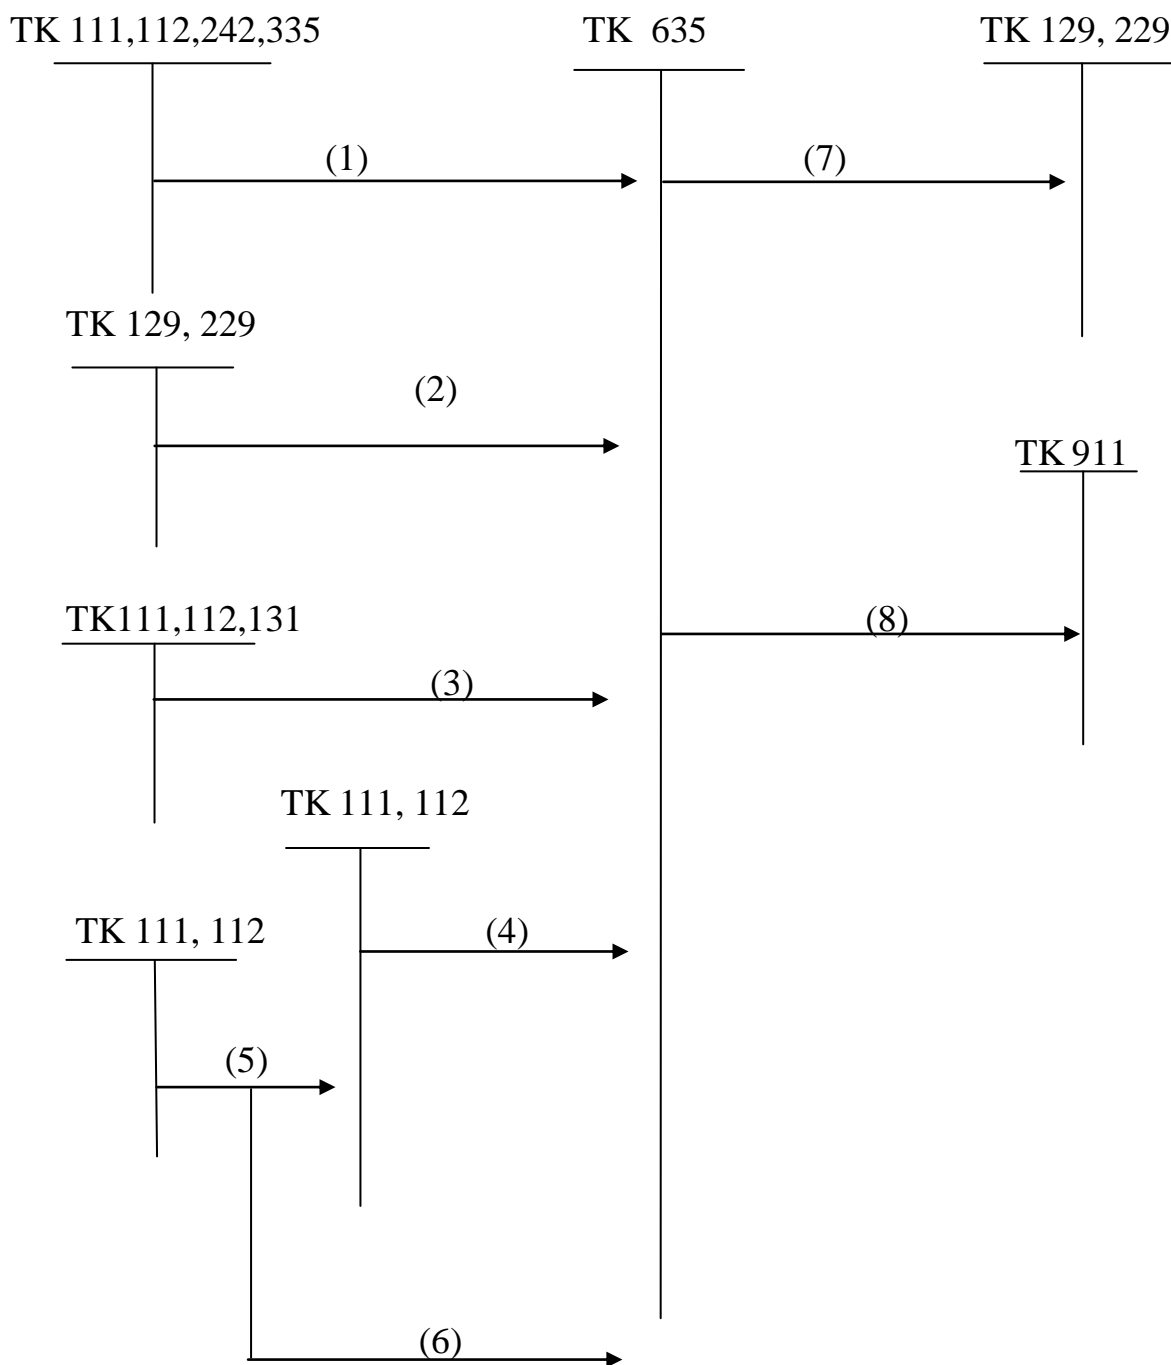 TK 111,112,242,335
TK 635
TK 129, 229
(1)
(7)
TK 129, 229
(2)
TK 911
TK111,112,131
(8)
(3)
TK 111, 112
TK 111, 112
(4)
(5)
(6)